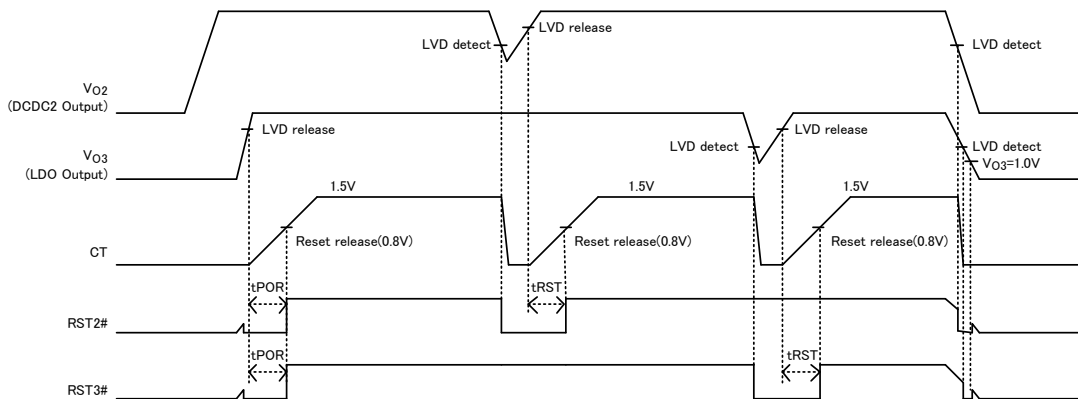 LVD detect
LVD release
LVD detect
VO2
(DCDC2 Output)
LVD release
LVD detect
LVD release
LVD detect
VO3=1.0V
VO3
(LDO Output)
1.5V
1.5V
1.5V
CT
Reset release(0.8V)
Reset release(0.8V)
Reset release(0.8V)
tPOR
tRST
RST2#
tPOR
tRST
RST3#